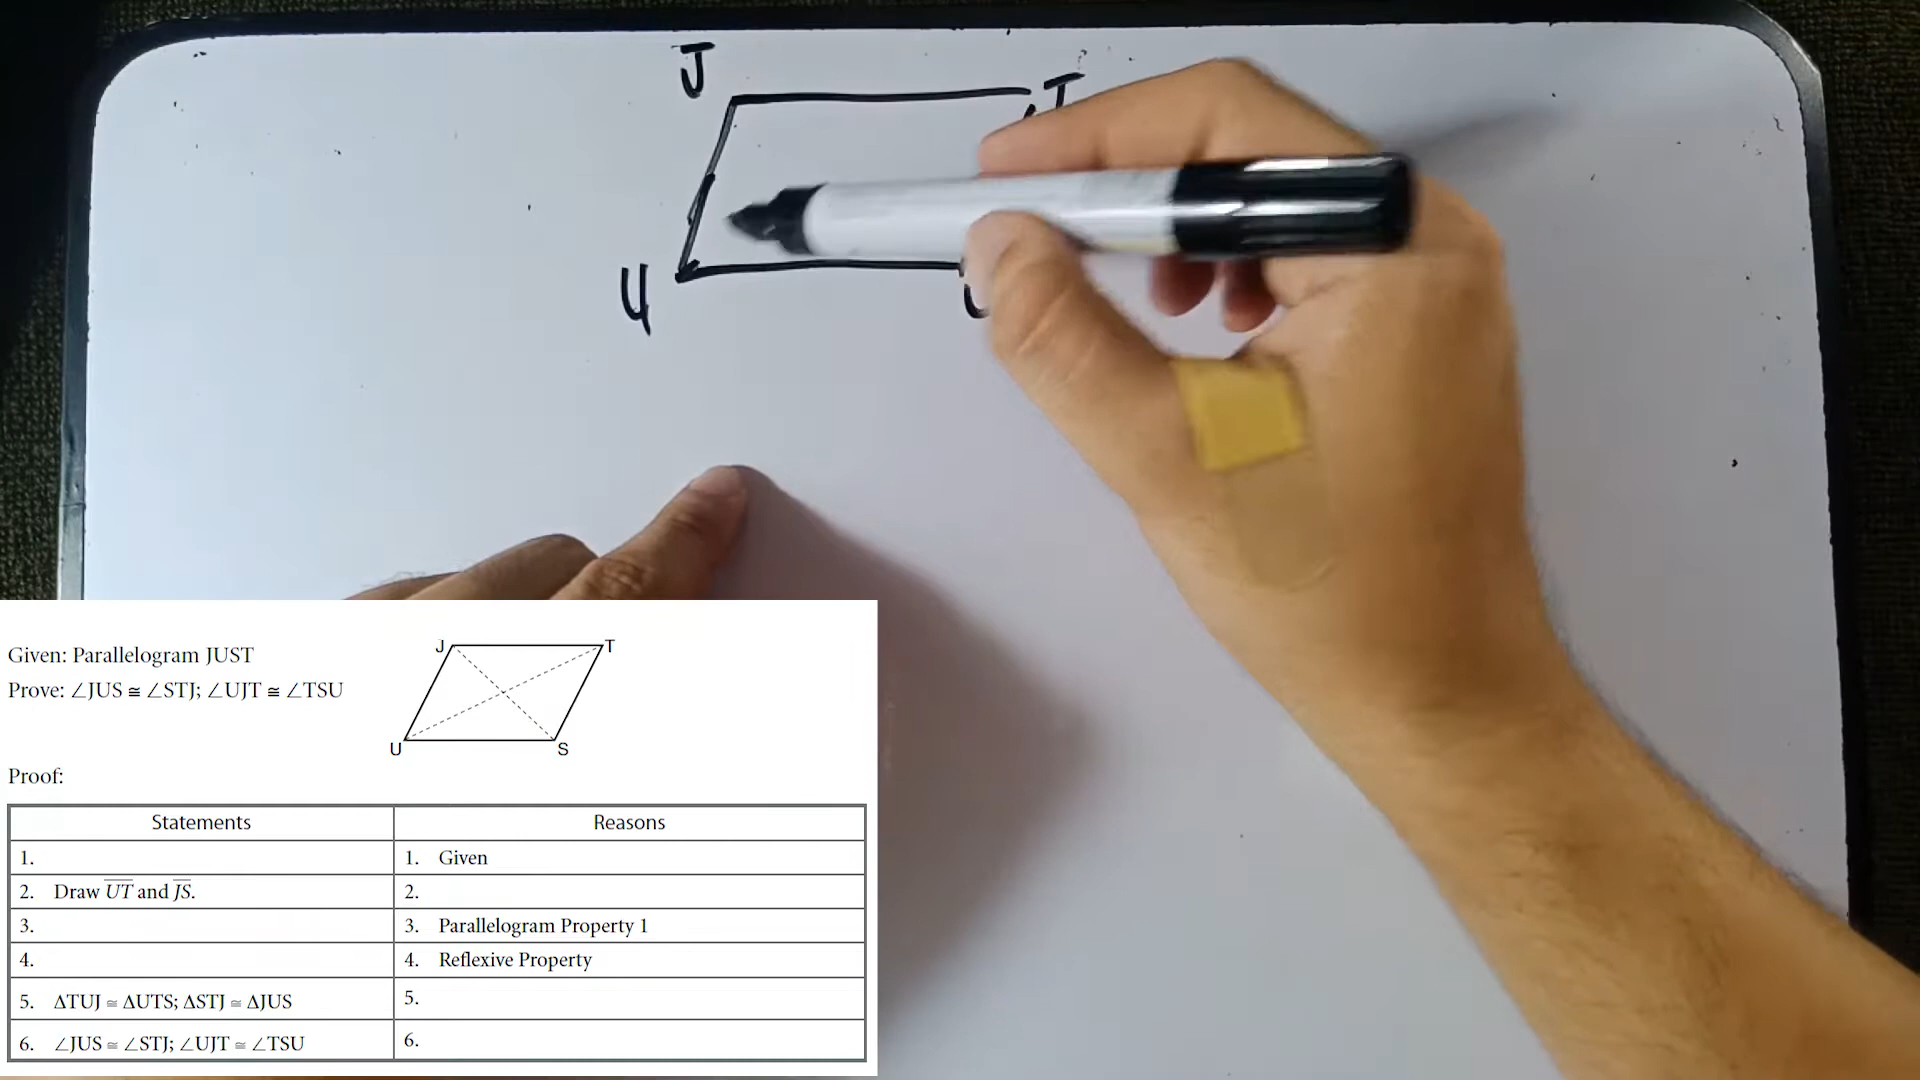 J
T
U
Given: Parallelogram JUST
Prove: ∠JUS ≅ ∠STJ; ∠UJT ≅ ∠TSU
J T
U S
Proof:
Statements Reasons
1. 1. Given
2. Draw U̅T̅ and J̅S̅. 2.
3. 3. Parallelogram Property 1
4. 4. Reflexive Property
5. ΔTUJ ≅ ΔUTS; ΔSTJ ≅ ΔJUS 5.
6. ∠JUS ≅ ∠STJ; ∠UJT ≅ ∠TSU 6.